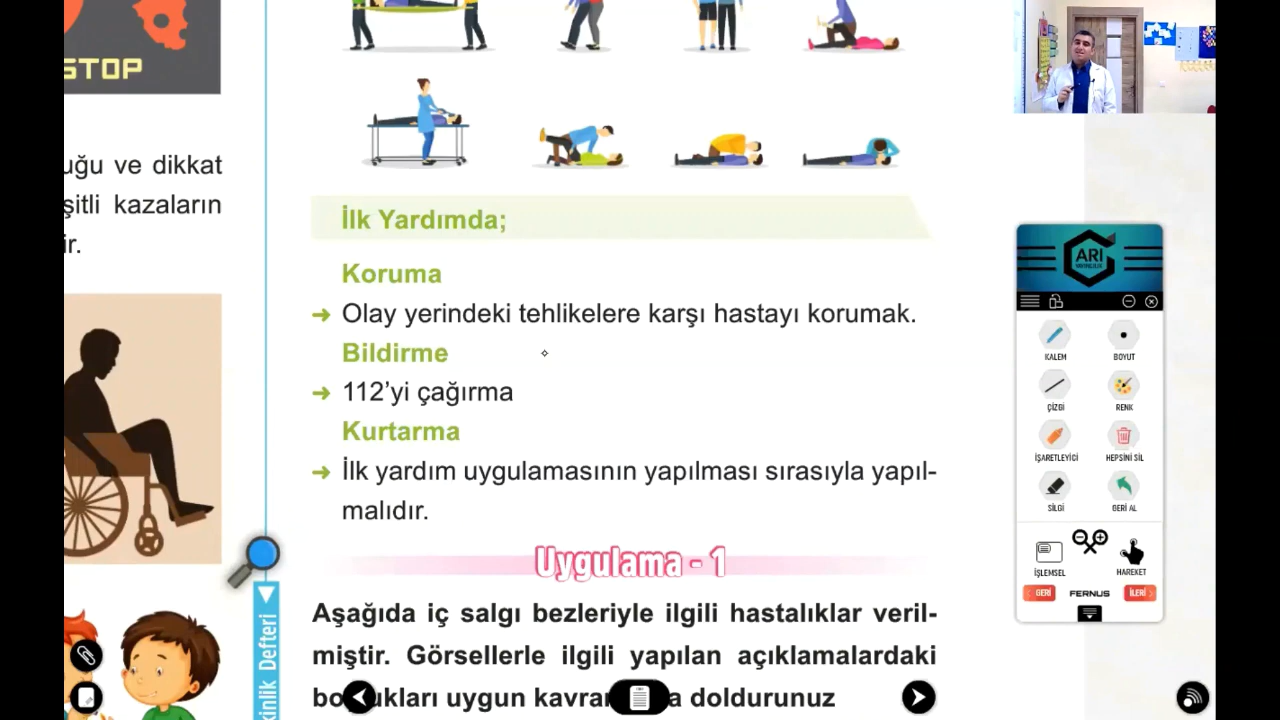 STOP
uğu ve dikkat
şitli kazaların
ir.
İlk Yardımda;
Koruma
Olay yerindeki tehlikelere karşı hastayı korumak.
Bildirme
112’yi çağırma
Kurtarma
İlk yardım uygulamasının yapılması sırasıyla yapıl-
malıdır.
Uygulama - 1
Aşağıda iç salgı bezleriyle ilgili hastalıklar veril-
miştir. Görsellerle ilgili yapılan açıklamalardaki
uygun doldurunuz
kinlik Defteri
ARI
KALEM
BOYUT
ÇİZGİ
RENK
İŞARETLEYİCİ
HEPSİNİ SİL
SİLGİ
GERİ AL
İŞLEMSEL
HAREKET
GERİ
FERNUS
İLERİ